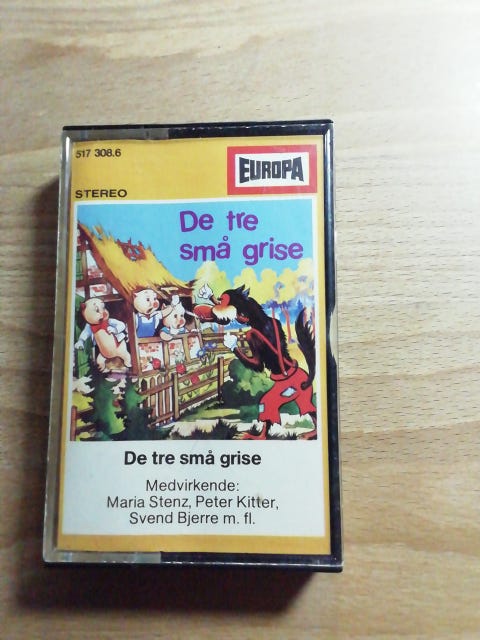 517 308.6
EUROPA
STEREO
De tre
små grise
De tre små grise
Medvirkende:
Maria Stenz, Peter Kitter,
Svend Bjerre m. fl.